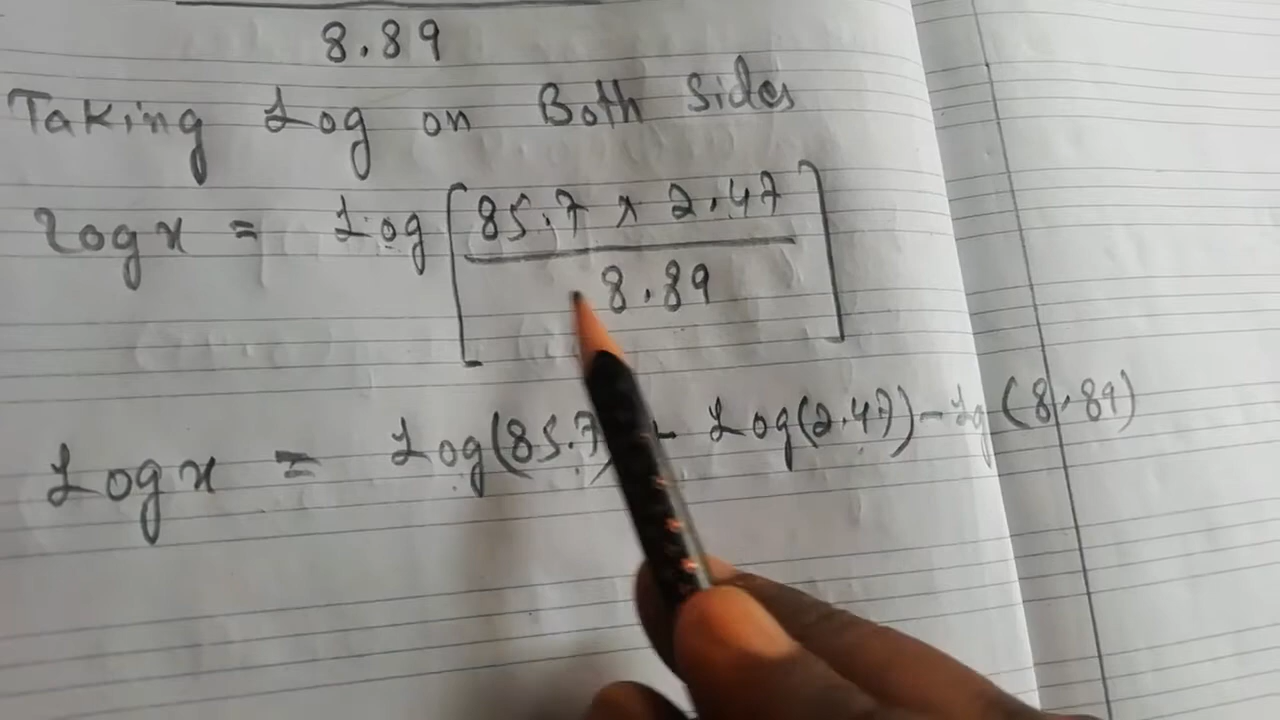 8.89
Taking Log on Both Sides
Log x = Log [ 85.7 x 2.47
8.89 ]
Log x = Log(85.7) + Log(2.47) - Lg (8.89)